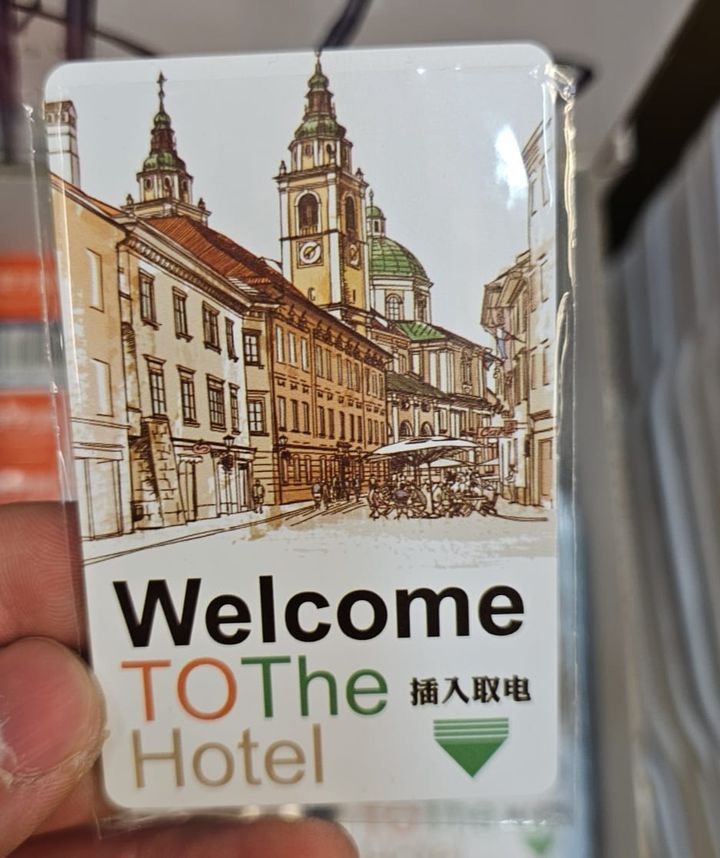 Welcome
TOThe
插入取电
Hotel